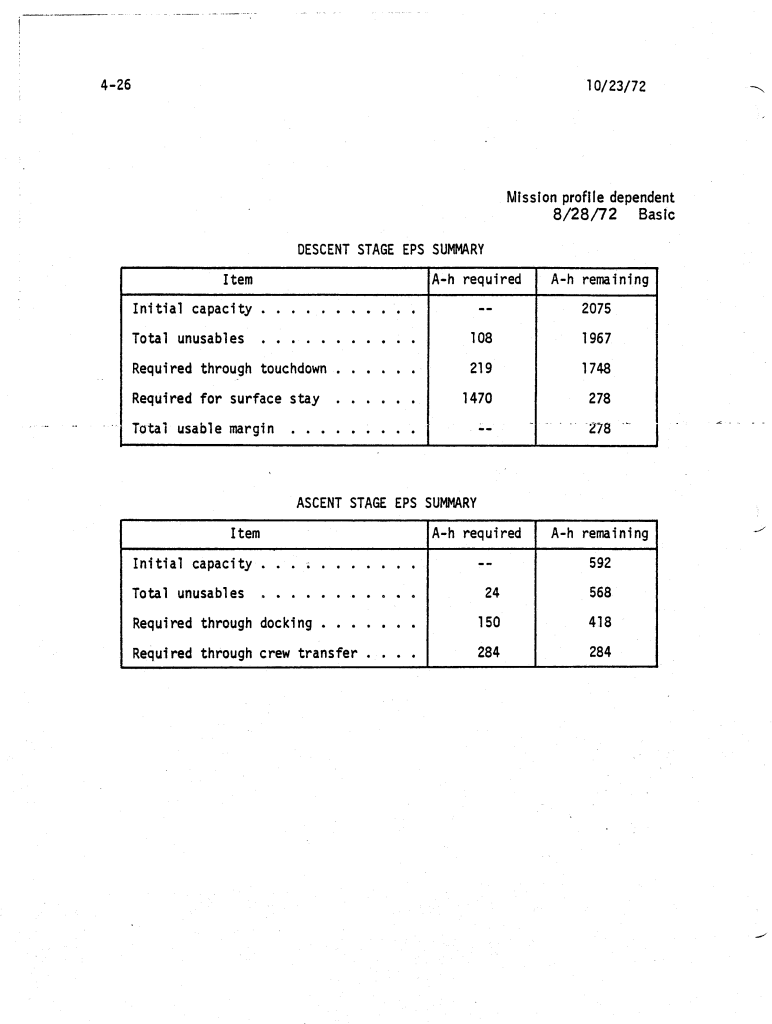 4-26 10/23/72
Mission profile dependent
8/28/72 Basic
DESCENT STAGE EPS SUMMARY
Item A-h required A-h remaining
Initial capacity . . . . . . . . . . . -- 2075
Total unusables . . . . . . . . . . . 108 1967
Required through touchdown . . . . . . 219 1748
Required for surface stay . . . . . . 1470 278
Total usable margin . . . . . . . . . -- 278
ASCENT STAGE EPS SUMMARY
Item A-h required A-h remaining
Initial capacity . . . . . . . . . . . -- 592
Total unusables . . . . . . . . . . . 24 568
Required through docking . . . . . . . 150 418
Required through crew transfer . . . . 284 284